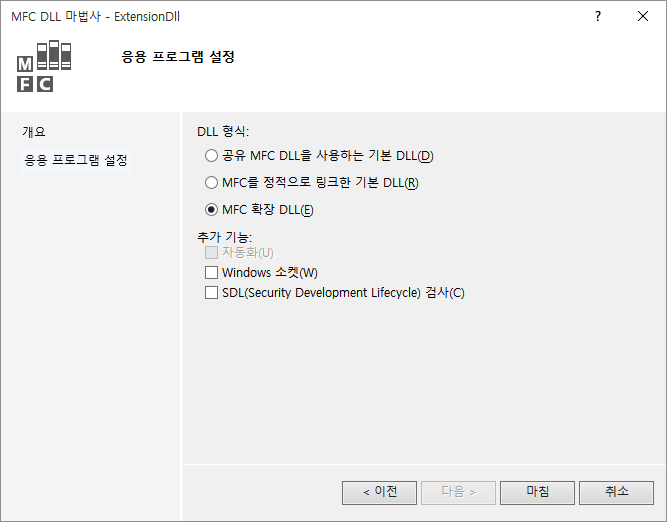 MFC DLL 마법사 - ExtensionDll
?
M
F C
응용 프로그램 설정
개요
응용 프로그램 설정
DLL 형식:
공유 MFC DLL을 사용하는 기본 DLL(D)
MFC를 정적으로 링크한 기본 DLL(R)
MFC 확장 DLL(E)
추가 기능:
자동화(U)
Windows 소켓(W)
SDL(Security Development Lifecycle) 검사(C)
< 이전
다음 >
마침
취소